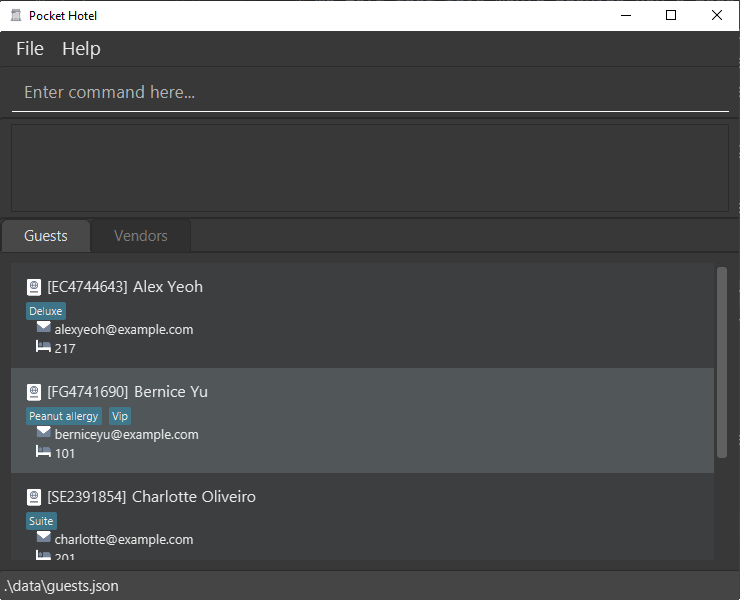 Pocket Hotel
File Help
Enter command here...
Guests Vendors
[EC4744643] Alex Yeoh
Deluxe
alexyeoh@example.com
217
[FG4741690] Bernice Yu
Peanut allergy Vip
berniceyu@example.com
101
[SE2391854] Charlotte Oliveiro
Suite
charlotte@example.com
201
.\data\guests.json